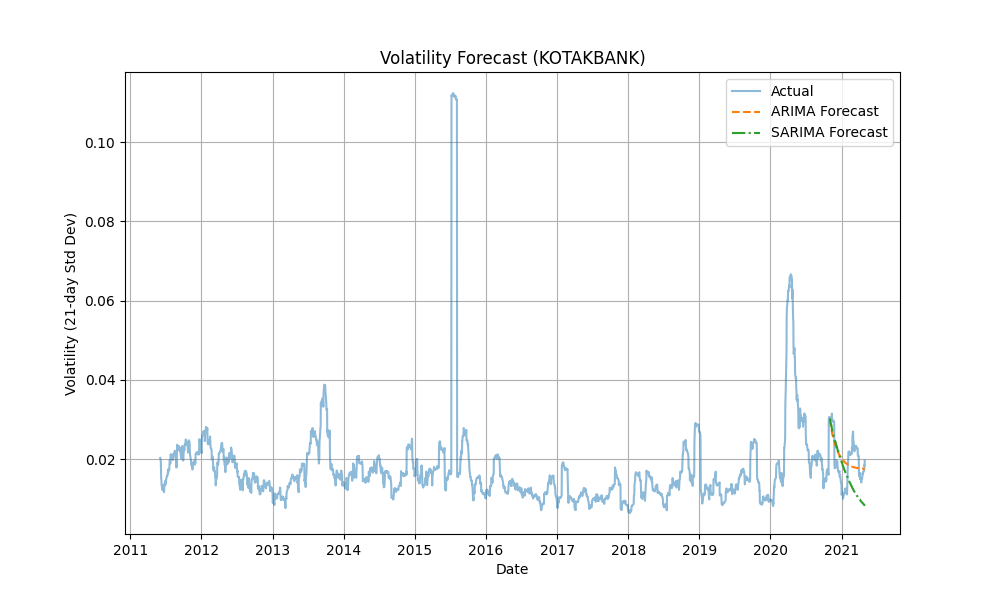 Volatility Forecast (KOTAKBANK)
Actual
ARIMA Forecast
SARIMA Forecast
Volatility (21-day Std Dev)
0.10
0.08
0.06
0.04
0.02
2011 2012 2013 2014 2015 2016 2017 2018 2019 2020 2021
Date